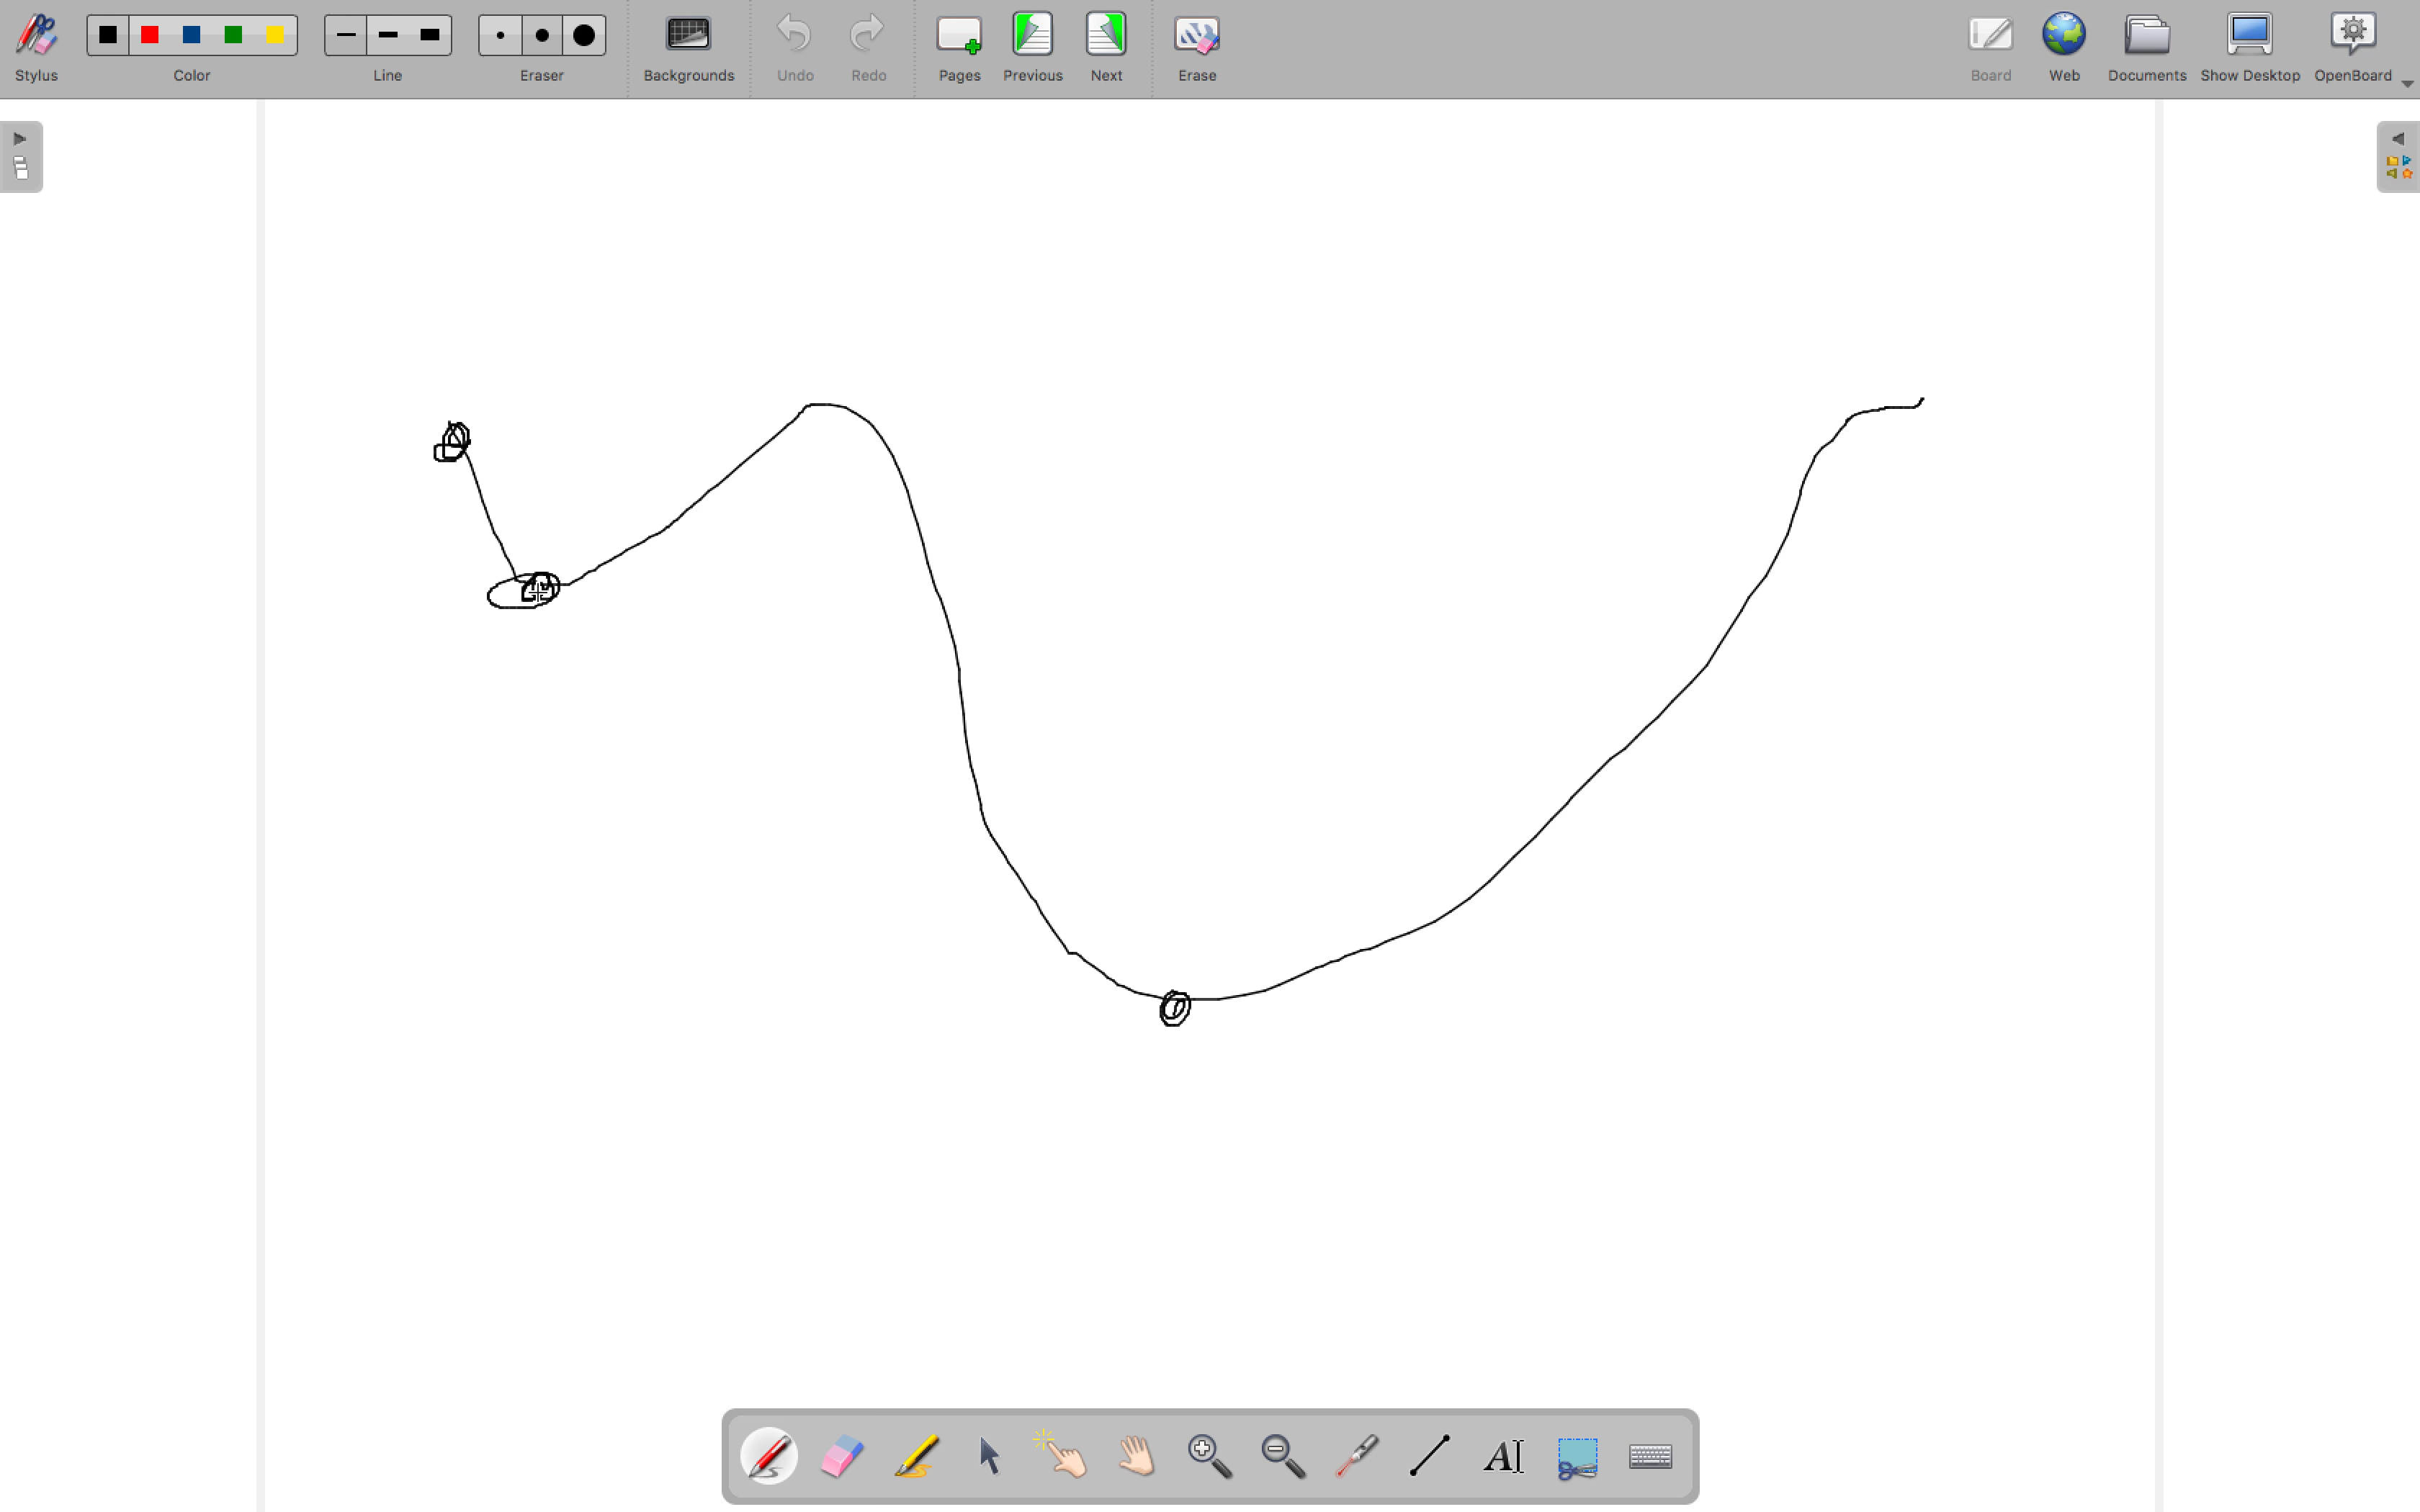 Stylus
Color
Line
Eraser
Backgrounds
Undo
Redo
Pages
Previous
Next
Erase
Board
Web
Documents
Show Desktop
OpenBoard